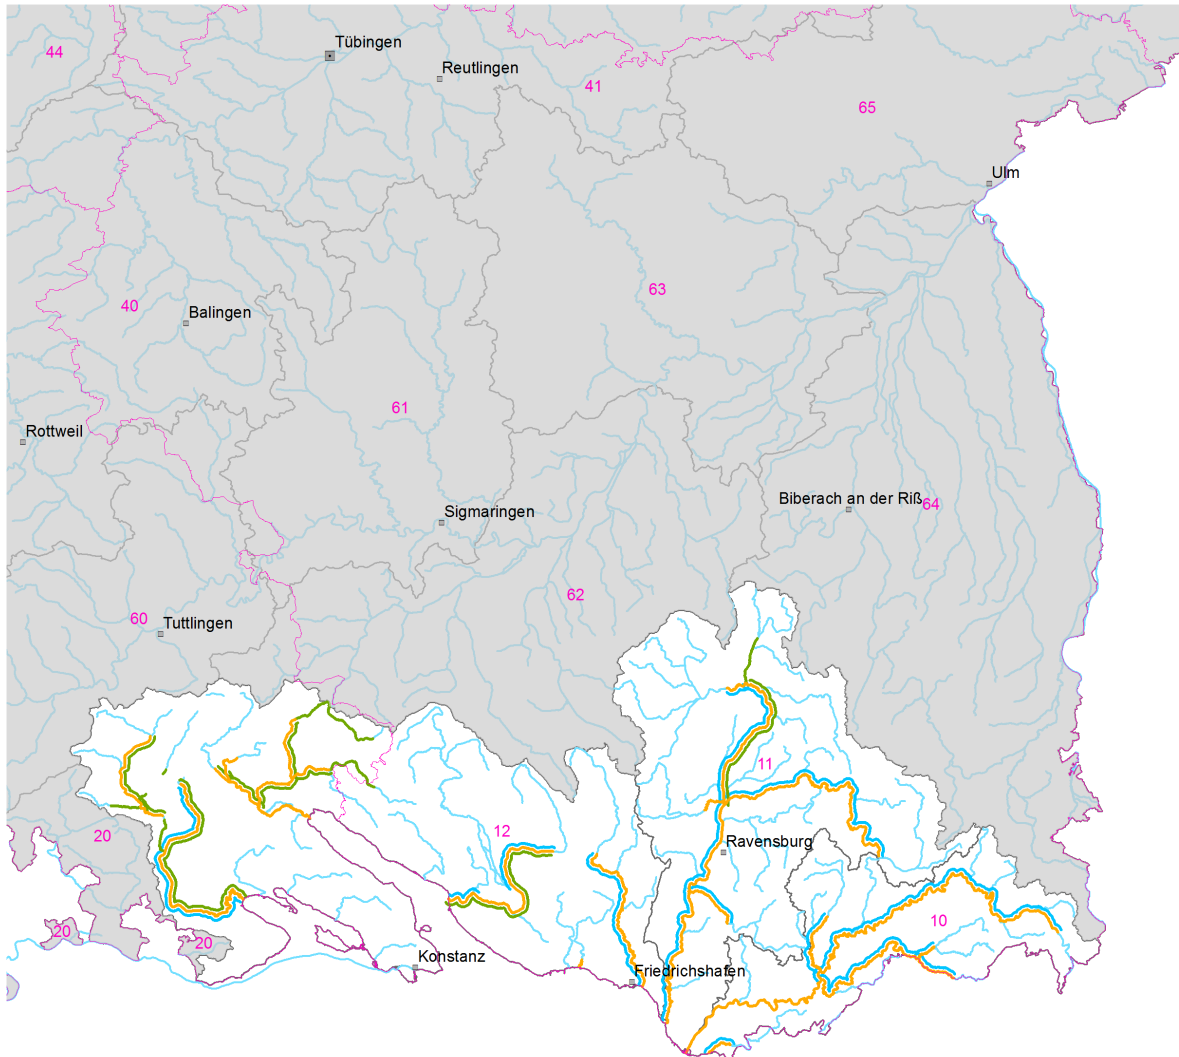 Tübingen
44
Reutlingen
41
65
Ulm
63
40
Balingen
61
Rottweil
Biberach an der Riß
64
Sigmaringen
62
60
Tuttlingen
11
12
20
Ravensburg
10
20
20
Konstanz
Friedrichshafen